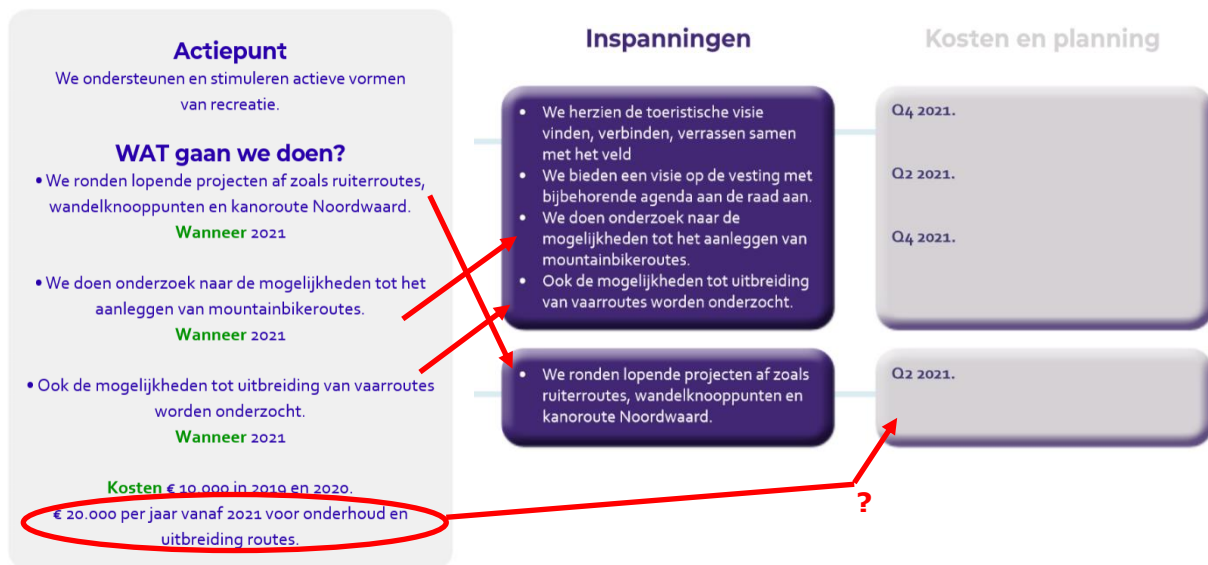 Actiepunt
We ondersteunen en stimuleren actieve vormen
van recreatie.
WAT gaan we doen?
• We ronden lopende projecten af zoals ruiterroutes,
wandelknooppunten en kanoroute Noordwaard.
Wanneer 2021
• We doen onderzoek naar de mogelijkheden tot het
aanleggen van mountainbikeroutes.
Wanneer 2021
• Ook de mogelijkheden tot uitbreiding van vaarroutes
worden onderzocht.
Wanneer 2021
Kosten € 10.000 in 2019 en 2020.
€ 20.000 per jaar vanaf 2021 voor onderhoud en
uitbreiding routes.
Inspanningen
• We herzien de toeristische visie
vinden, verbinden, verrassen samen
met het veld
• We bieden een visie op de vesting met
bijbehorende agenda aan de raad aan.
• We doen onderzoek naar de
mogelijkheden tot het aanleggen van
mountainbikeroutes.
• Ook de mogelijkheden tot uitbreiding
van vaarroutes worden onderzocht.
• We ronden lopende projecten af zoals
ruiterroutes, wandelknooppunten en
kanoroute Noordwaard.
Kosten en planning
Q4 2021.
Q2 2021.
Q4 2021.
Q2 2021.
?